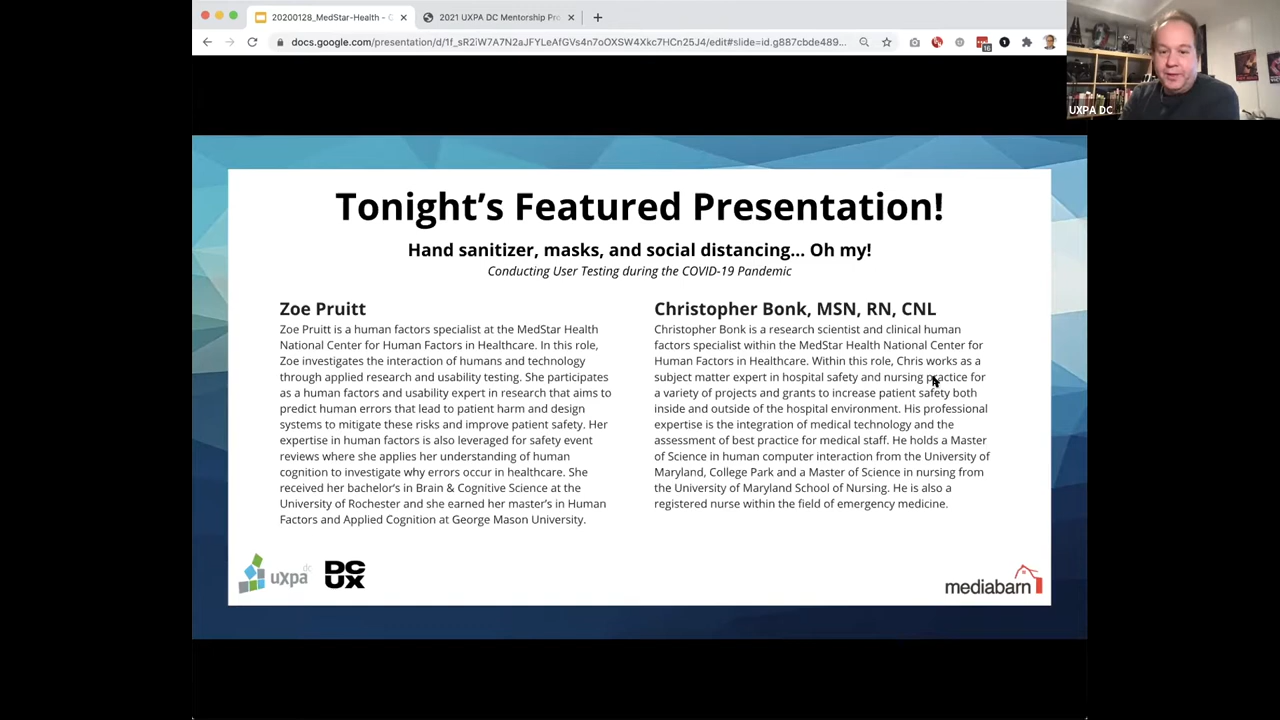 20200128_MedStar-Health - C
2021 UXPA DC Mentorship Pro
docs.google.com/presentation/d/1f_sR2iW7A7N2aJFYLeAfGVs4n7oOXSW4Xkc7HCn25J4/edit#slide=id.g887cbde489...
16
UXPA DC
Tonight's Featured Presentation!
Hand sanitizer, masks, and social distancing... Oh my!
Conducting User Testing during the COVID-19 Pandemic
Zoe Pruitt
Zoe Pruitt is a human factors specialist at the MedStar Health
National Center for Human Factors in Healthcare. In this role,
Zoe investigates the interaction of humans and technology
through applied research and usability testing. She participates
as a human factors and usability expert in research that aims to
predict human errors that lead to patient harm and design
systems to mitigate these risks and improve patient safety. Her
expertise in human factors is also leveraged for safety event
reviews where she applies her understanding of human
cognition to investigate why errors occur in healthcare. She
received her bachelor's in Brain & Cognitive Science at the
University of Rochester and she earned her master's in Human
Factors and Applied Cognition at George Mason University.
Christopher Bonk, MSN, RN, CNL
Christopher Bonk is a research scientist and clinical human
factors specialist within the MedStar Health National Center for
Human Factors in Healthcare. Within this role, Chris works as a
subject matter expert in hospital safety and nursing practice for
a variety of projects and grants to increase patient safety both
inside and outside of the hospital environment. His professional
expertise is the integration of medical technology and the
assessment of best practice for medical staff. He holds a Master
of Science in human computer interaction from the University of
Maryland, College Park and a Master of Science in nursing from
the University of Maryland School of Nursing. He is also a
registered nurse within the field of emergency medicine.
uxpa dc
DC
UX
mediabarn